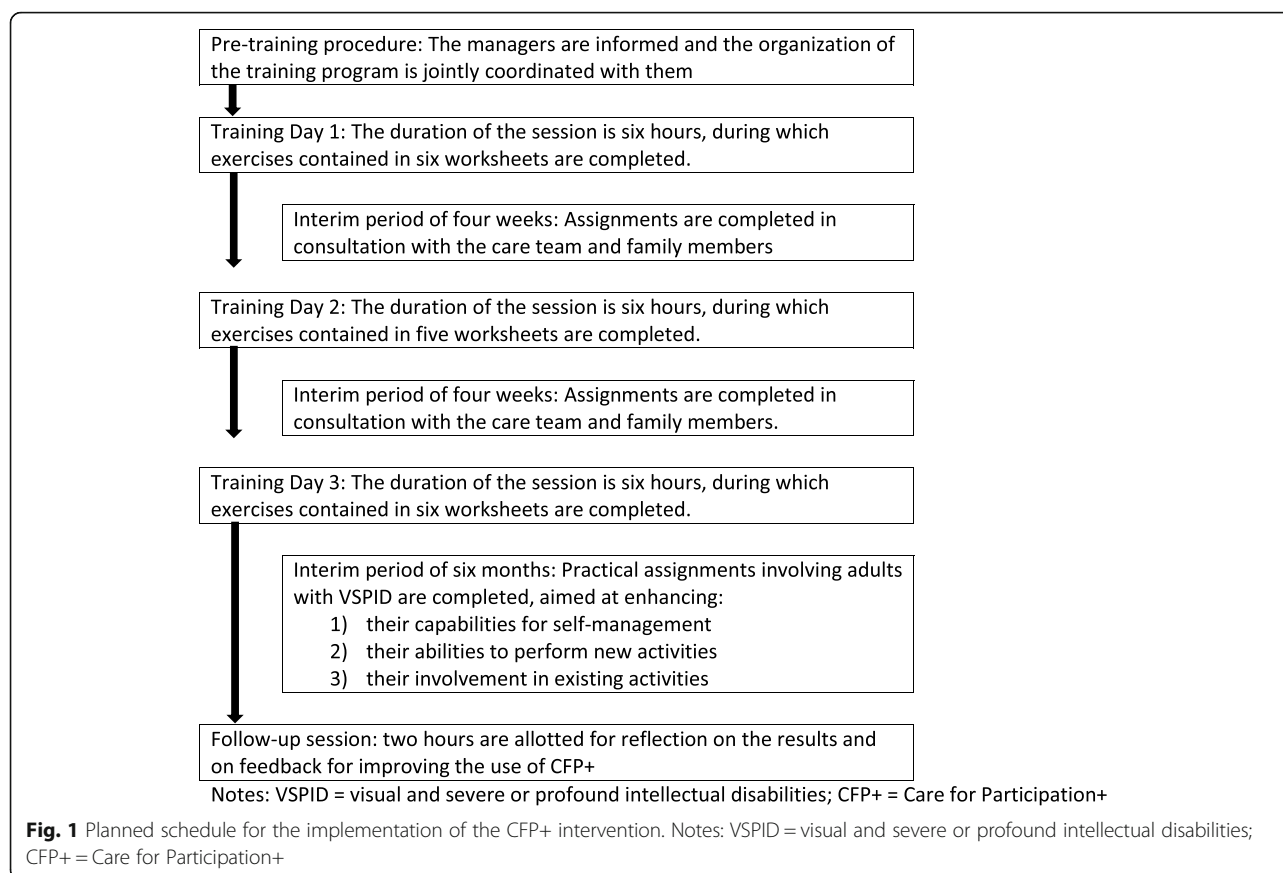 Pre-training procedure: The managers are informed and the organization of
the training program is jointly coordinated with them
Training Day 1: The duration of the session is six hours, during which
exercises contained in six worksheets are completed.
Interim period of four weeks: Assignments are completed in
consultation with the care team and family members
Training Day 2: The duration of the session is six hours, during which
exercises contained in five worksheets are completed.
Interim period of four weeks: Assignments are completed in
consultation with the care team and family members.
Training Day 3: The duration of the session is six hours, during which
exercises contained in six worksheets are completed.
Interim period of six months: Practical assignments involving adults
with VSPID are completed, aimed at enhancing:
1) their capabilities for self-management
2) their abilities to perform new activities
3) their involvement in existing activities
Follow-up session: two hours are allotted for reflection on the results and
on feedback for improving the use of CFP+
Notes: VSPID = visual and severe or profound intellectual disabilities; CFP+ = Care for Participation+
Fig. 1 Planned schedule for the implementation of the CFP+ intervention. Notes: VSPID = visual and severe or profound intellectual disabilities;
CFP+ = Care for Participation+